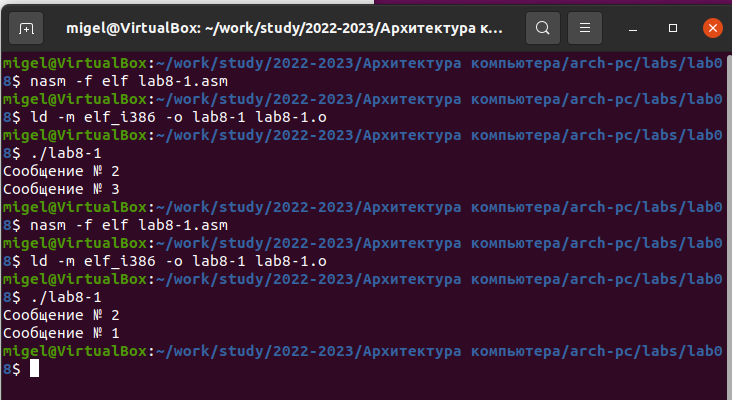 migel@VirtualBox: ~/work/study/2022-2023/Архитектура к...
migel@VirtualBox:~/work/study/2022-2023/Архитектура компьютера/arch-pc/labs/lab0
8$ nasm -f elf lab8-1.asm
migel@VirtualBox:~/work/study/2022-2023/Архитектура компьютера/arch-pc/labs/lab0
8$ ld -m elf_i386 -o lab8-1 lab8-1.o
migel@VirtualBox:~/work/study/2022-2023/Архитектура компьютера/arch-pc/labs/lab0
8$ ./lab8-1
Сообщение № 2
Сообщение № 3
migel@VirtualBox:~/work/study/2022-2023/Архитектура компьютера/arch-pc/labs/lab0
8$ nasm -f elf lab8-1.asm
migel@VirtualBox:~/work/study/2022-2023/Архитектура компьютера/arch-pc/labs/lab0
8$ ld -m elf_i386 -o lab8-1 lab8-1.o
migel@VirtualBox:~/work/study/2022-2023/Архитектура компьютера/arch-pc/labs/lab0
8$ ./lab8-1
Сообщение № 2
Сообщение № 1
migel@VirtualBox:~/work/study/2022-2023/Архитектура компьютера/arch-pc/labs/lab0
8$